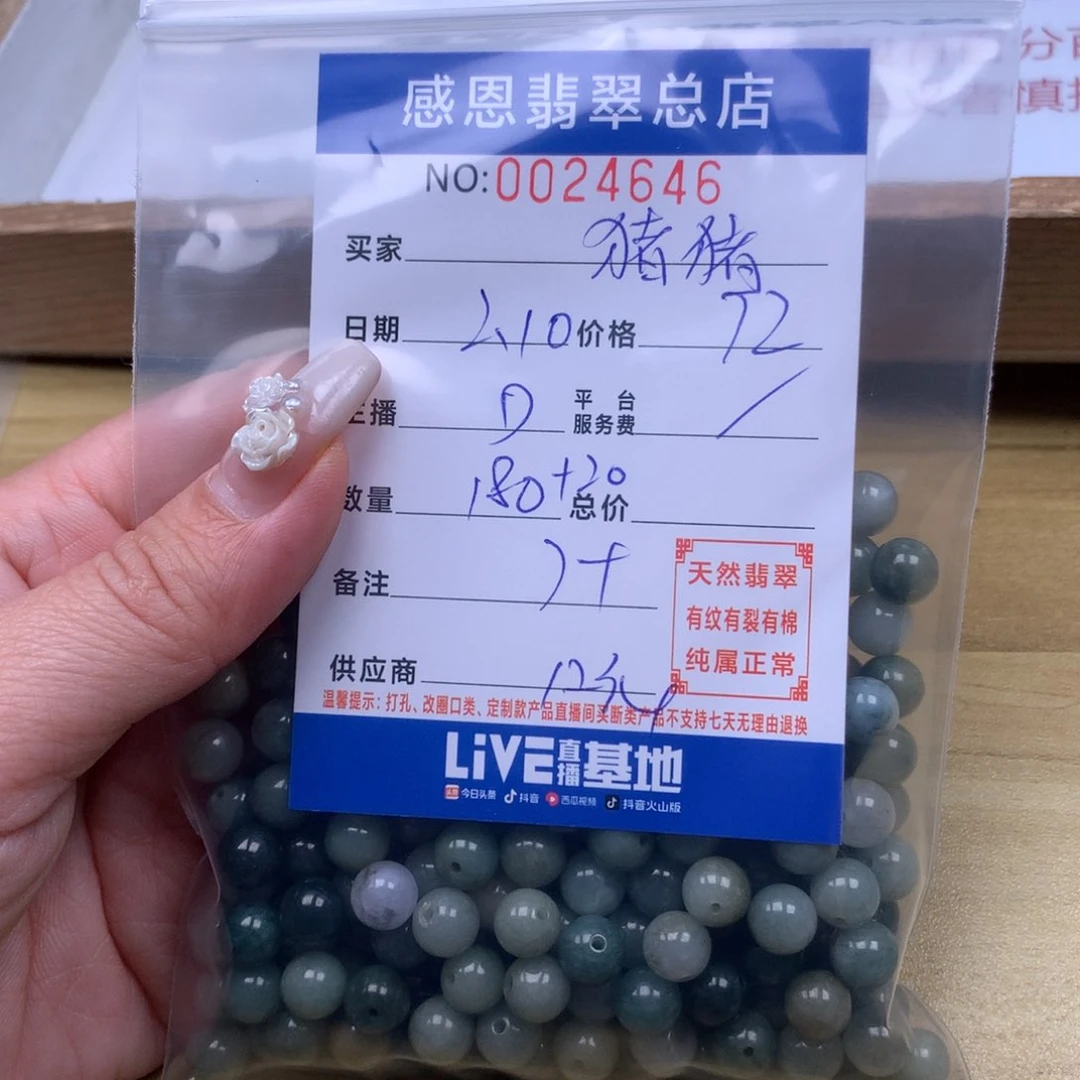 感恩翡翠总店
NO:0024646
买家 猪猪
日期 2.10 价格 72
主播 D 平台服务费 /
数量 180+20 总价
备注
天然翡翠
有纹有裂有棉
纯属正常
供应商
温馨提示：打孔、改圈口类、定制款产品直播间买断类产品不支持七天无理由退换
LiVE直播基地
今日头条 抖音 西瓜视频 抖音火山版